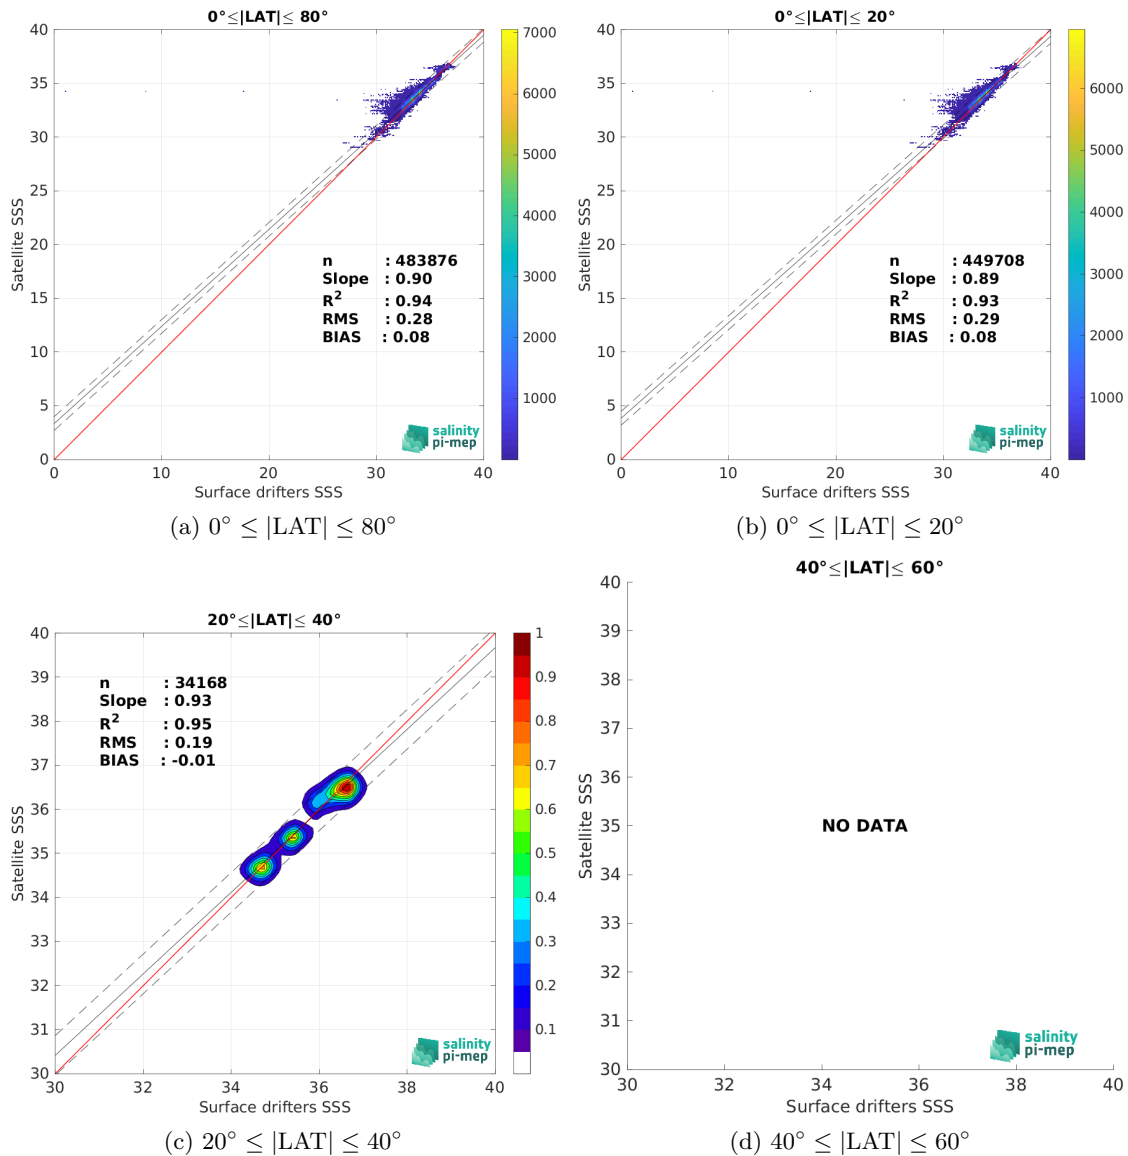 0°≤|LAT|≤ 80°
40
35
30
25
20
15
10
5
0
Satellite SSS
n : 483876
Slope : 0.90
R² : 0.94
RMS : 0.28
BIAS : 0.08
salinity
pi-mep
0 10 20 30 40
Surface drifters SSS
7000
6000
5000
4000
3000
2000
1000
(a) 0° ≤ |LAT| ≤ 80°
0°≤|LAT|≤ 20°
40
35
30
25
20
15
10
5
0
Satellite SSS
n : 449708
Slope : 0.89
R² : 0.93
RMS : 0.29
BIAS : 0.08
salinity
pi-mep
0 10 20 30 40
Surface drifters SSS
6000
5000
4000
3000
2000
1000
(b) 0° ≤ |LAT| ≤ 20°
20°≤|LAT|≤ 40°
40
39
38
37
36
35
34
33
32
31
30
Satellite SSS
n : 34168
Slope : 0.93
R² : 0.95
RMS : 0.19
BIAS : -0.01
salinity
pi-mep
30 32 34 36 38 40
Surface drifters SSS
1
0.9
0.8
0.7
0.6
0.5
0.4
0.3
0.2
0.1
(c) 20° ≤ |LAT| ≤ 40°
40°≤|LAT|≤ 60°
40
39
38
37
36
35
34
33
32
31
30
Satellite SSS
NO DATA
salinity
pi-mep
30 32 34 36 38 40
Surface drifters SSS
(d) 40° ≤ |LAT| ≤ 60°